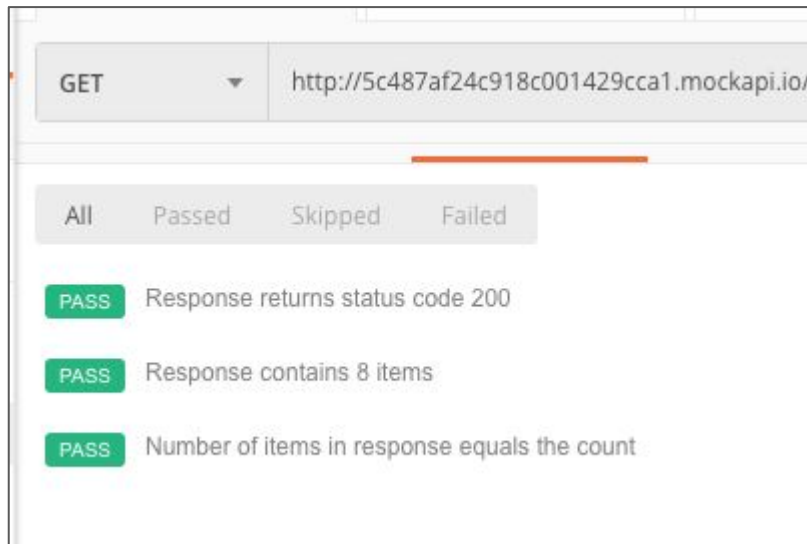 GET http://5c487af24c918c001429cca1.mockapi.io/
All Passed Skipped Failed
PASS Response returns status code 200
PASS Response contains 8 items
PASS Number of items in response equals the count